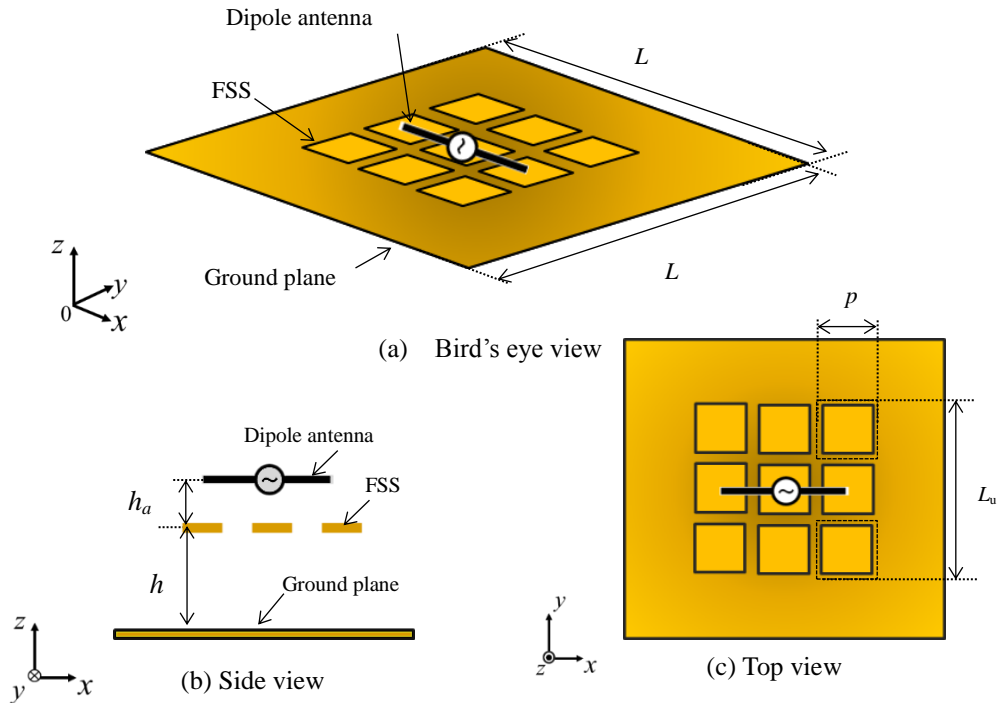 Dipole antenna
L
FSS
z
y
0
x
Ground plane
L
(a) Bird's eye view
p
Dipole antenna
FSS
h_a
h
Ground plane
L_u
z
y
x
(b) Side view
y
z
x
(c) Top view